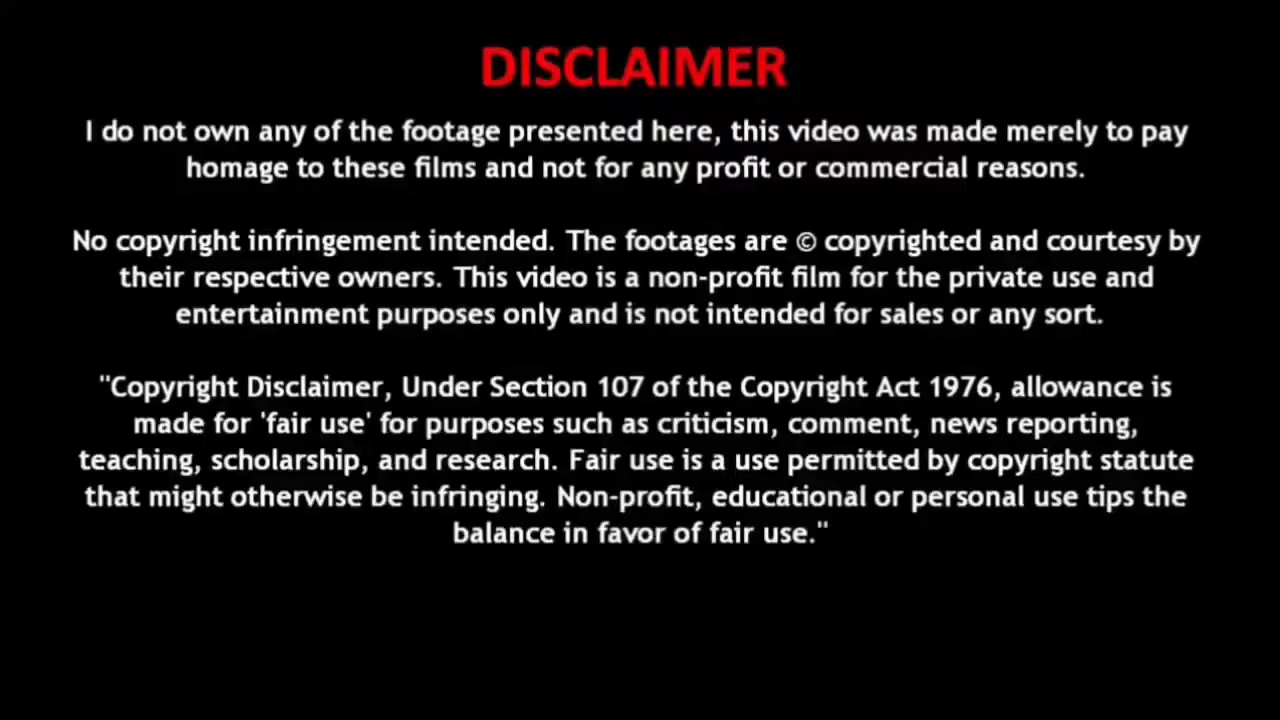 DISCLAIMER
I do not own any of the footage presented here, this video was made merely to pay
homage to these films and not for any profit or commercial reasons.
No copyright infringement intended. The footages are © copyrighted and courtesy by
their respective owners. This video is a non-profit film for the private use and
entertainment purposes only and is not intended for sales or any sort.
"Copyright Disclaimer, Under Section 107 of the Copyright Act 1976, allowance is
made for 'fair use' for purposes such as criticism, comment, news reporting,
teaching, scholarship, and research. Fair use is a use permitted by copyright statute
that might otherwise be infringing. Non-profit, educational or personal use tips the
balance in favor of fair use."